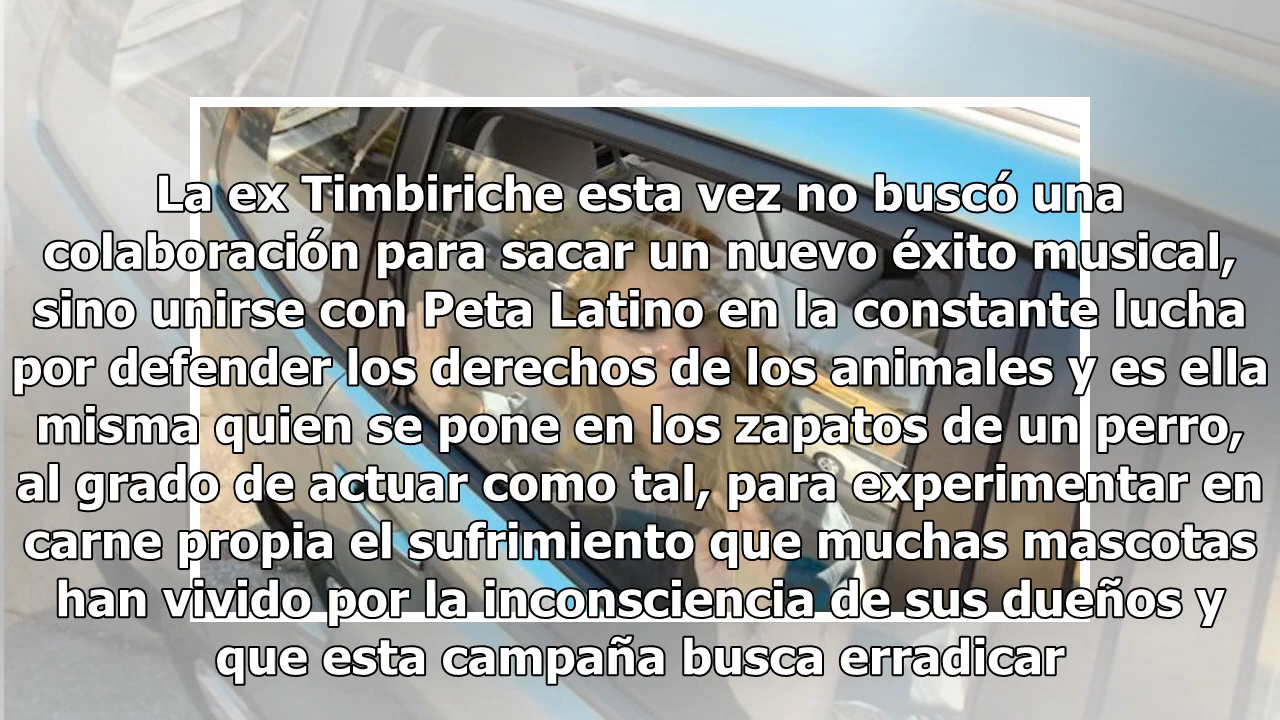 La ex Timbiriche esta vez no buscó una
colaboración para sacar un nuevo éxito musical,
sino unirse con Peta Latino en la constante lucha
por defender los derechos de los animales y es ella
misma quien se pone en los zapatos de un perro,
al grado de actuar como tal, para experimentar en
carne propia el sufrimiento que muchas mascotas
han vivido por la inconsciencia de sus dueños y
que esta campaña busca erradicar